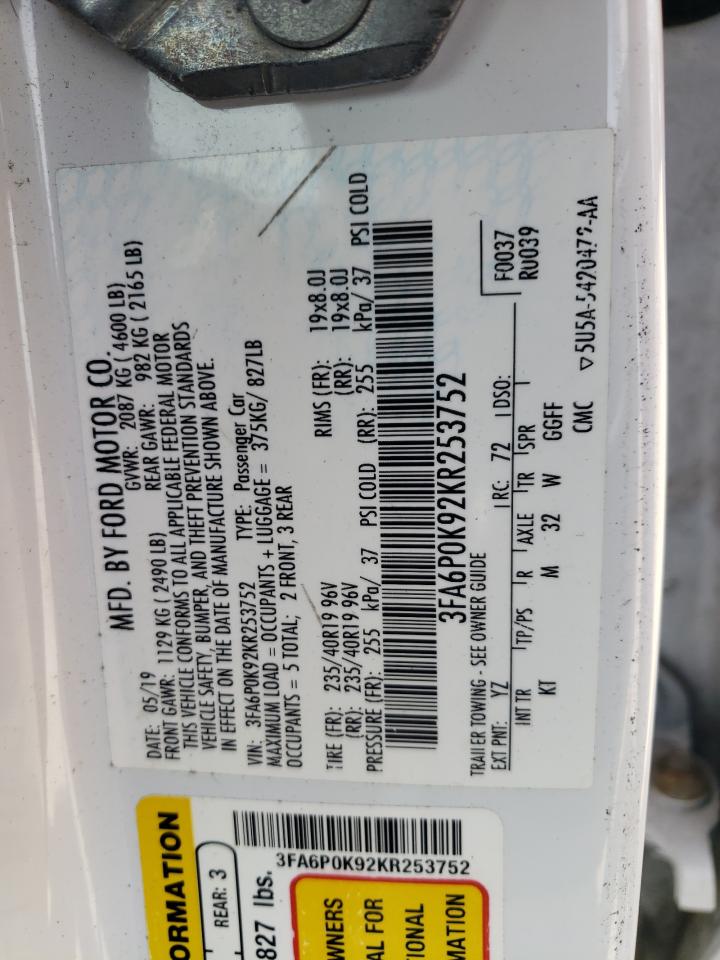 MFD. BY FORD MOTOR CO.
DATE: 05/19 GVWR: 2087 KG ( 4600 LB)
FRONT GAWR: 1129 KG ( 2490 LB) REAR GAWR: 982 KG ( 2165 LB)
THIS VEHICLE CONFORMS TO ALL APPLICABLE FEDERAL MOTOR
VEHICLE SAFETY, BUMPER, AND THEFT PREVENTION STANDARDS
IN EFFECT ON THE DATE OF MANUFACTURE SHOWN ABOVE.
VIN: 3FA6P0K92KR253752 TYPE: Passenger Car
MAXIMUM LOAD = OCCUPANTS + LUGGAGE = 375KG/ 827LB
OCCUPANTS = 5 TOTAL; 2 FRONT, 3 REAR
TIRE (FR): 235/40R19 96V RIMS (FR): 19x8.0J
(RR): 235/40R19 96V (RR): 19x8.0J
PRESSURE (FR): 255 kPa/ 37 PSI COLD (RR): 255 kPa/ 37 PSI COLD
3FA6P0K92KR253752
TRAILER TOWING - SEE OWNER GUIDE
F0037
EXT PNT: YZ RC: 72 DSO: RU039
INT TR TP/PS R AXLE TR SPR
KT M 32 W GGFF
CMC ▽5U5A-5420472-AA
ORMATION
REAR: 3
827 lbs.
3FA6P0K92KR253752
WNERS
AL FOR
TIONAL
MATION